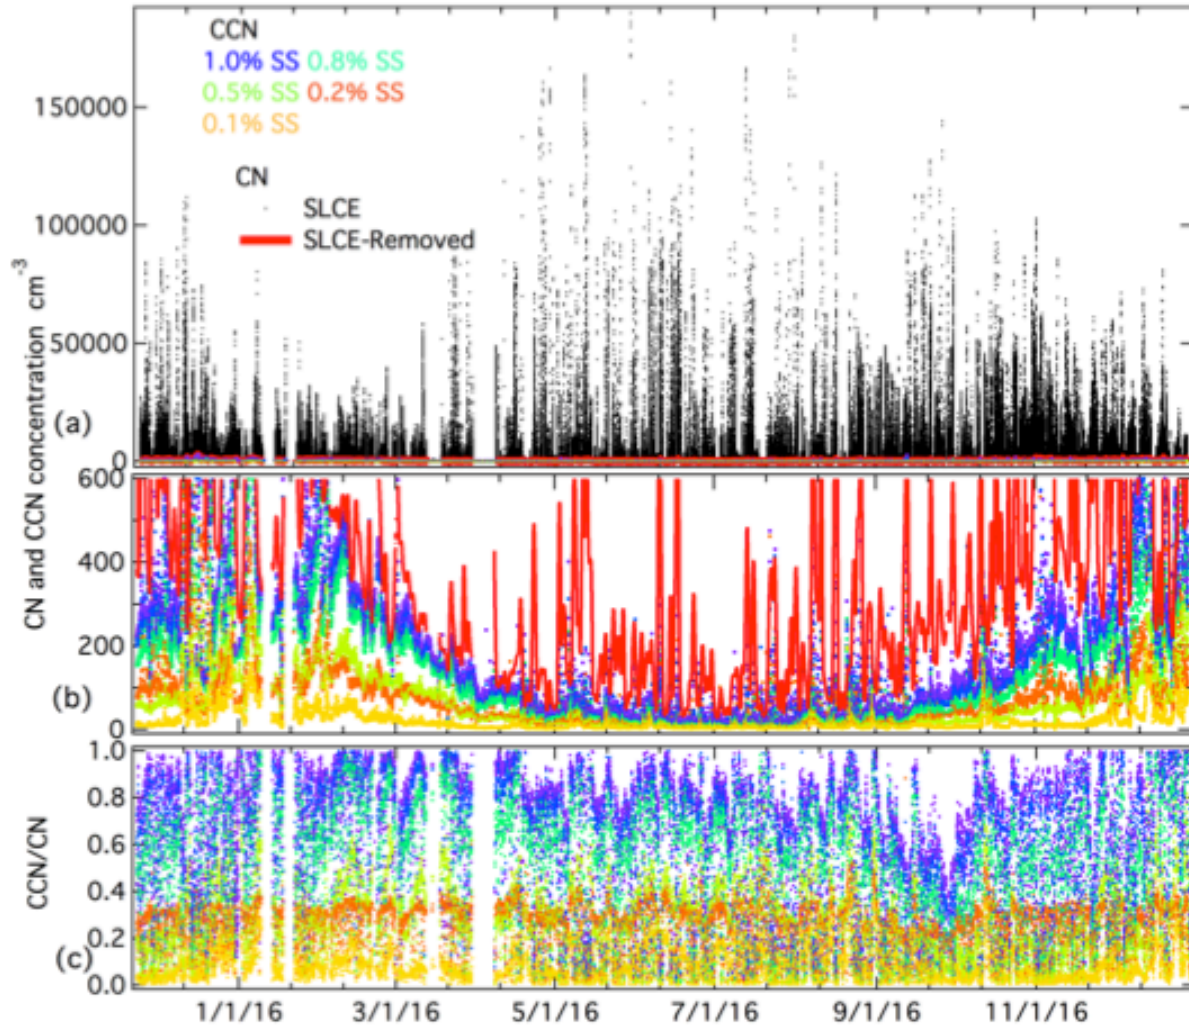 CCN
1.0% SS 0.8% SS
0.5% SS 0.2% SS
0.1% SS
CN
SLCE
SLCE-Removed
150000
100000
50000
0
(a)
CN and CCN concentration cm-3
600
400
200
0
(b)
1.0
0.8
0.6
0.4
0.2
0.0
CCN/CN
(c)
1/1/16 3/1/16 5/1/16 7/1/16 9/1/16 11/1/16